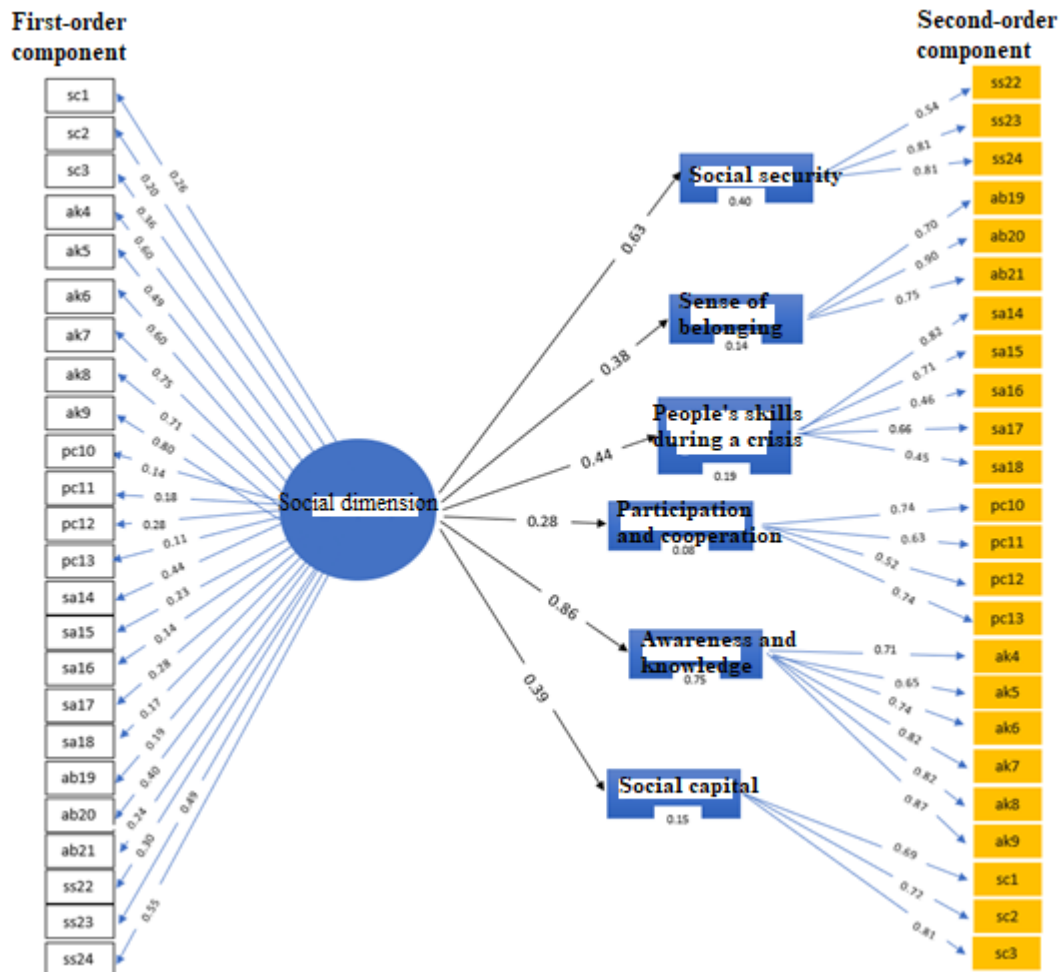 First-order
component
sc1
sc2
sc3
ak4
ak5
ak6
ak7
ak8
ak9
pc10
pc11
pc12
pc13
sa14
sa15
sa16
sa17
sa18
ab19
ab20
ab21
ss22
ss23
ss24
0.26
0.20
0.36
0.60
0.49
0.60
0.75
0.71
0.80
0.14
0.18
0.28
0.11
0.44
0.23
0.14
0.28
0.17
0.19
0.40
0.24
0.30
0.49
0.55
Social dimension
0.63
0.38
0.44
0.28
0.86
0.39
Social security
0.40
Sense of
belonging
0.14
People's skills
during a crisis
0.19
Participation
and cooperation
0.08
Awareness and
knowledge
0.75
Social capital
0.15
0.54
0.81
0.81
0.70
0.90
0.75
0.82
0.71
0.46
0.66
0.45
0.74
0.63
0.52
0.74
0.71
0.65
0.74
0.82
0.82
0.87
0.69
0.72
0.81
Second-order
component
ss22
ss23
ss24
ab19
ab20
ab21
sa14
sa15
sa16
sa17
sa18
pc10
pc11
pc12
pc13
ak4
ak5
ak6
ak7
ak8
ak9
sc1
sc2
sc3